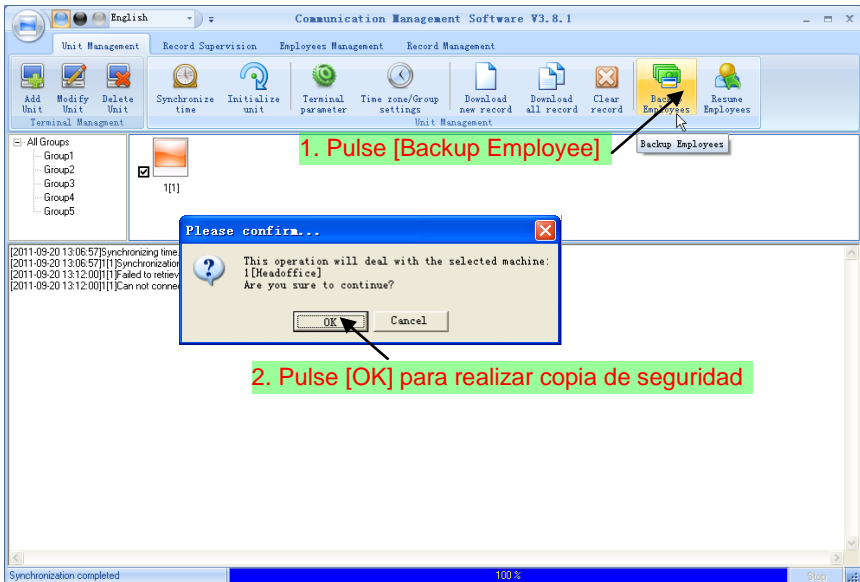 English
Communication Management Software V3.8.1
Unit Management Record Supervision Employees Management Record Management
Add Unit
Modify Unit
Delete Unit
Synchronize time
Initialize unit
Terminal parameter
Time zone/Group settings
Download new record
Download all record
Clear record
Backup Employees
Resume Employees
Terminal Managment
Unit Management
Backup Employees
1. Pulse [Backup Employee]
All Groups
Group1
Group2
Group3
Group4
Group5
1[1]
[2011-09-20 13:06:57]Synchronizing time.
[2011-09-20 13:06:57]1[1]Synchronization
[2011-09-20 13:12:00]1[1]Failed to retriev
[2011-09-20 13:12:00]1[1]Can not connec
Please confirm...
This operation will deal with the selected machine:
1[Headoffice]
Are you sure to continue?
OK
Cancel
2. Pulse [OK] para realizar copia de seguridad
Synchronization completed
100 %
Stop